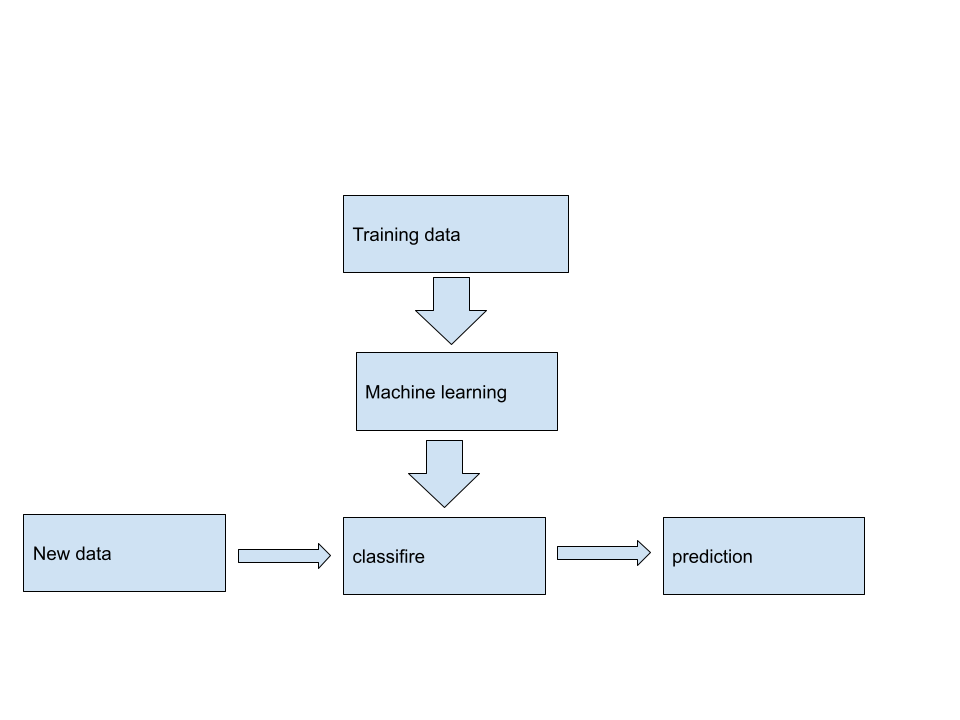 Training data
Machine learning
New data
classifire
prediction